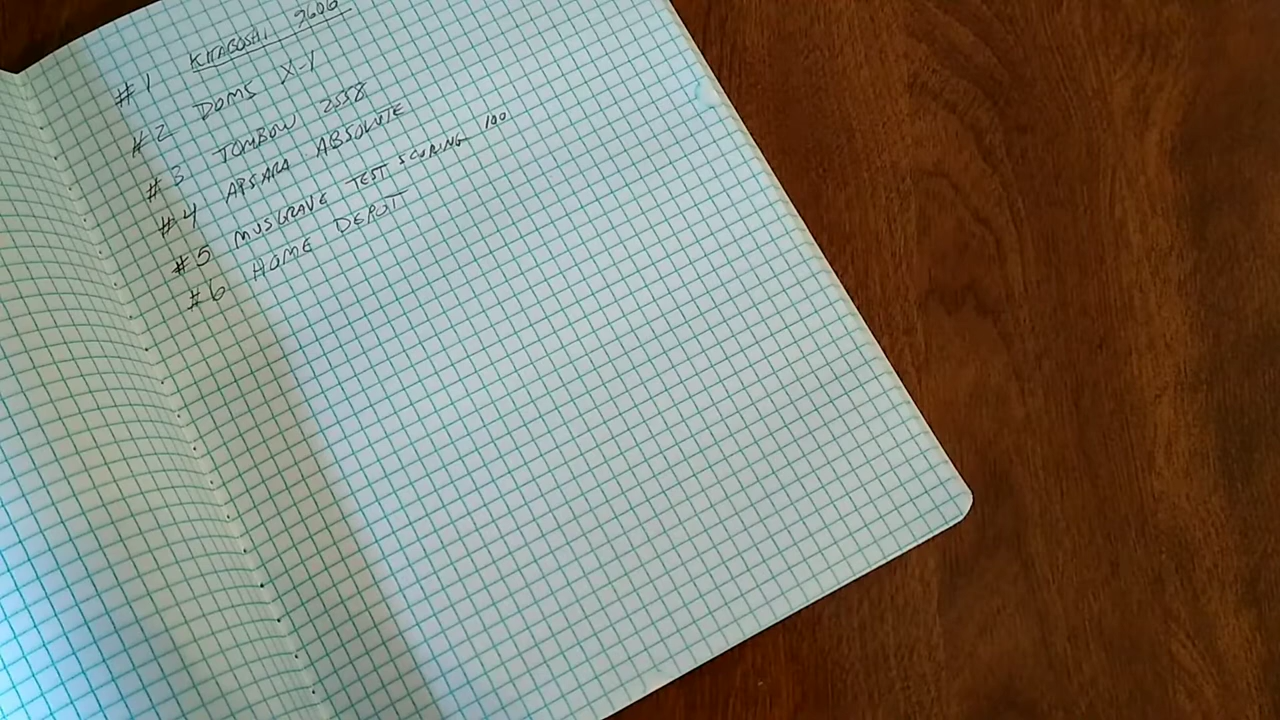 #1 KITABOSHI 9606
#2 DOMS X-1
#3 TOMBOW 2558
#4 APSARA ABSOLUTE
#5 MUSGRAVE TEST SCORING 100
#6 HOME DEPOT